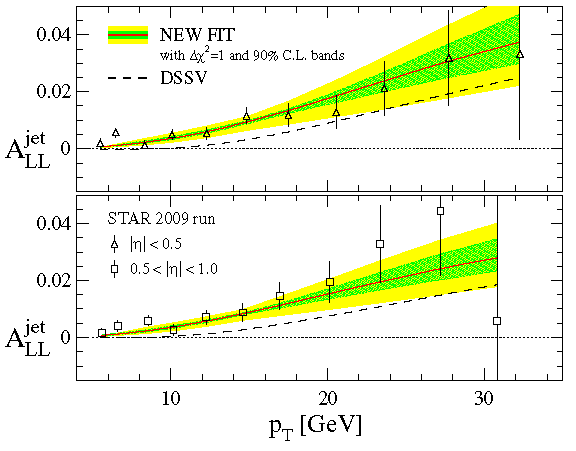 0.04
NEW FIT
with Δχ²=1 and 90% C.L. bands
DSSV
0.02
A_LL^jet
0
STAR 2009 run
|η| < 0.5
0.04
0.5 < |η| < 1.0
0.02
A_LL^jet
0
10
20
30
p_T [GeV]